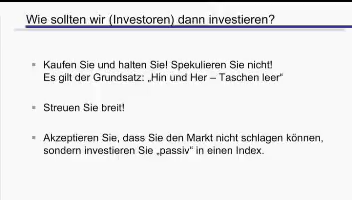 Wie sollten wir (Investoren) dann investieren?
Kaufen Sie und halten Sie! Spekulieren Sie nicht!
Es gilt der Grundsatz: „Hin und Her – Taschen leer“
Streuen Sie breit!
Akzeptieren Sie, dass Sie den Markt nicht schlagen können,
sondern investieren Sie „passiv“ in einen Index.